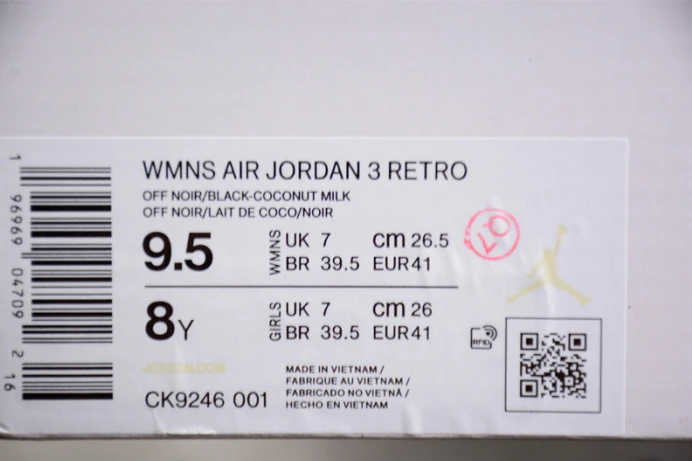 WMNS AIR JORDAN 3 RETRO
OFF NOIR/BLACK-COCONUT MILK
OFF NOIR/LAIT DE COCO/NOIR
9.5 WMNS UK 7 cm 26.5
BR 39.5 EUR41
8Y GIRLS UK 7 cm 26
BR 39.5 EUR41
JORDAN.COM
CK9246 001
MADE IN VIETNAM /
FABRIQUE AU VIETNAM /
FABRICADO NO VIETNÃ /
HECHO EN VIETNAM
RFID
1 96969 04709 2 16